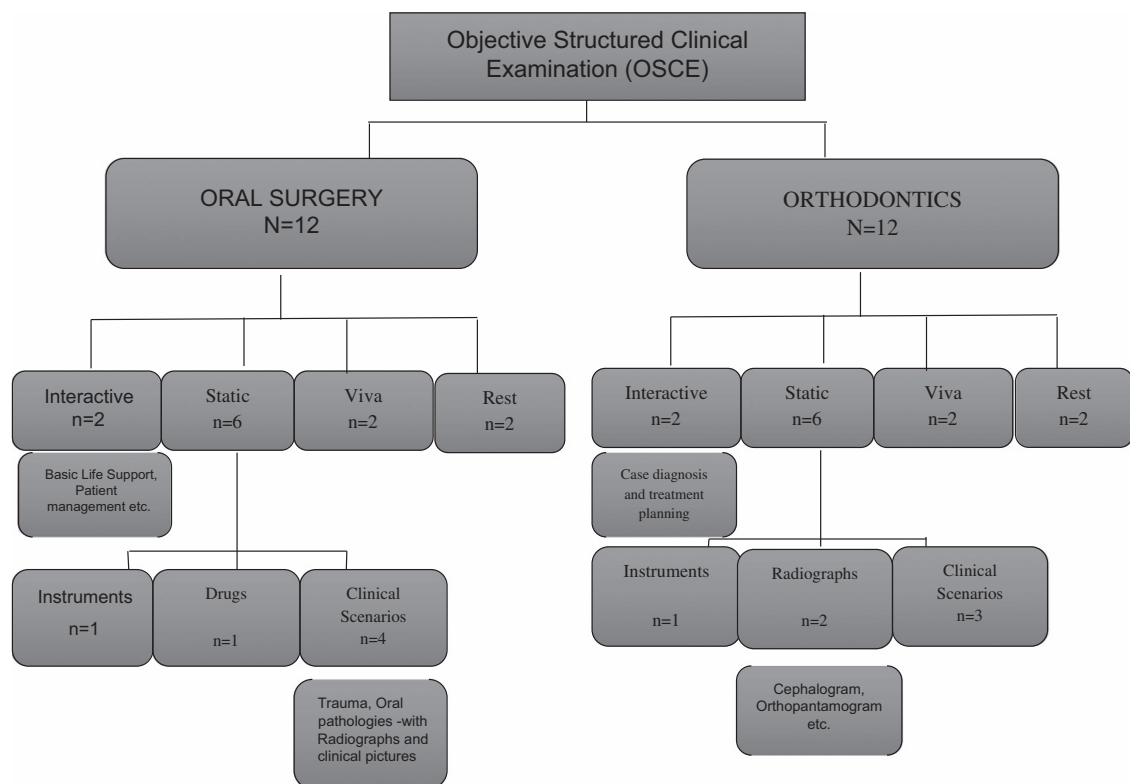 Objective Structured Clinical
Examination (OSCE)
ORAL SURGERY
N=12
ORTHODONTICS
N=12
Interactive
n=2
Static
n=6
Viva
n=2
Rest
n=2
Interactive
n=2
Static
n=6
Viva
n=2
Rest
n=2
Basic Life Support,
Patient
management etc.
Case diagnosis
and treatment
planning
Instruments
n=1
Drugs
n=1
Clinical
Scenarios
n=4
Instruments
n=1
Radiographs
n=2
Clinical
Scenarios
n=3
Trauma, Oral
pathologies -with
Radiographs and
clinical pictures
Cephalogram,
Orthopantamogram
etc.